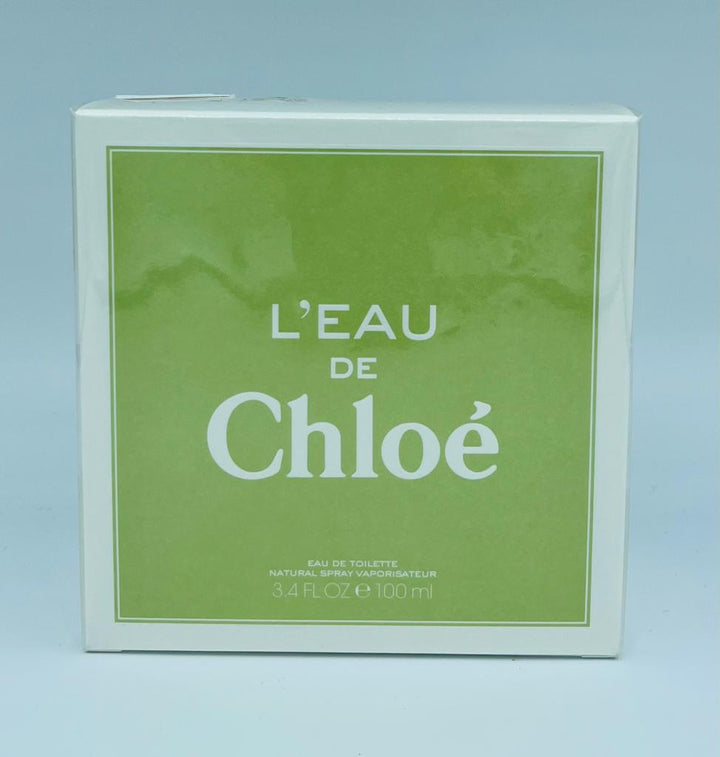 L'EAU
DE
Chloé
EAU DE TOILETTE
NATURAL SPRAY VAPORISATEUR
3.4 FL OZ e 100 ml